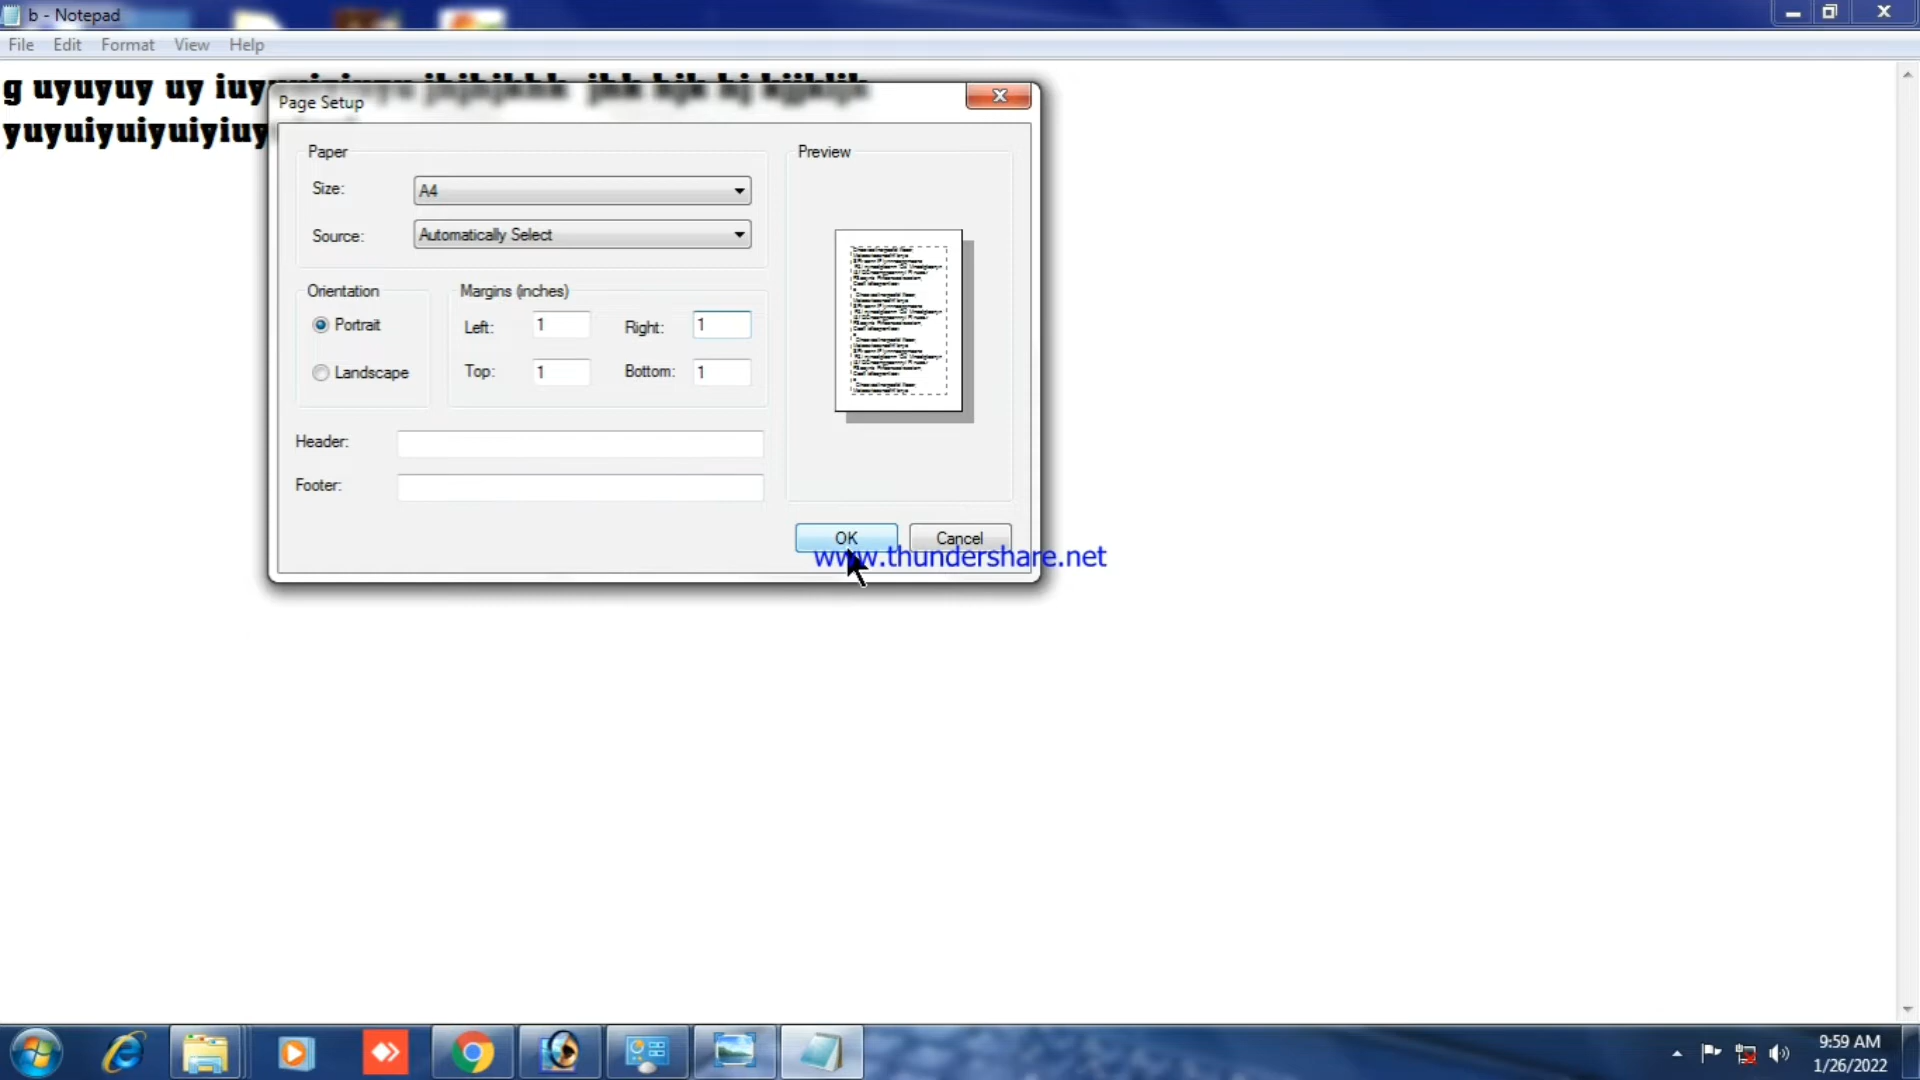 b - Notepad
File Edit Format View Help
g uyuyuy uy
Page Setup
Paper
Size: A4
Source: Automatically Select
Orientation
Portrait
Landscape
Margins (inches)
Left: 1 Right: 1
Top: 1 Bottom: 1
Header:
Footer:
Preview
OK Cancel
www.thundershare.net
9:59 AM
1/26/2022